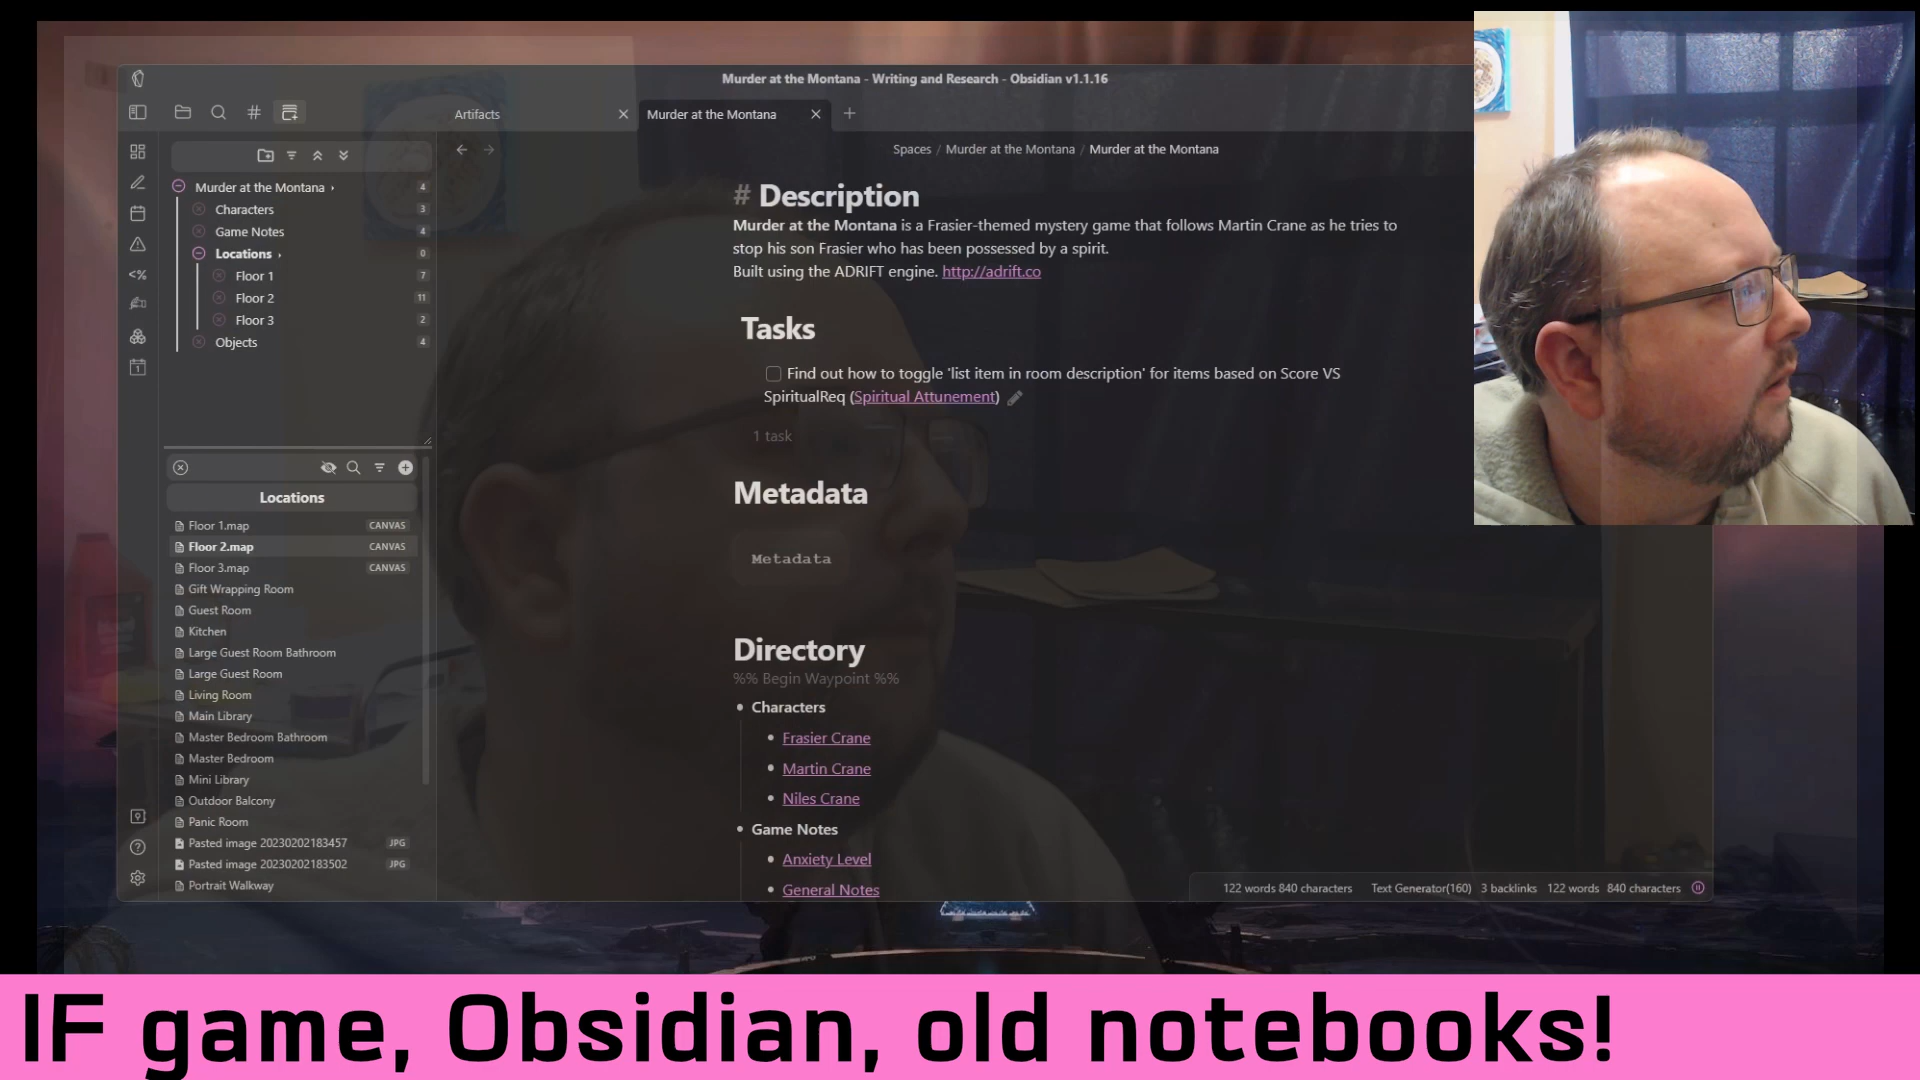 Murder at the Montana - Writing and Research - Obsidian v1.1.16
Artifacts
Murder at the Montana
Spaces / Murder at the Montana / Murder at the Montana
Murder at the Montana 4
Characters 3
Game Notes 4
Locations 0
Floor 1 7
Floor 2 11
Floor 3 2
Objects 4
Locations
Floor 1.map CANVAS
Floor 2.map CANVAS
Floor 3.map CANVAS
Gift Wrapping Room
Guest Room
Kitchen
Large Guest Room Bathroom
Large Guest Room
Living Room
Main Library
Master Bedroom Bathroom
Master Bedroom
Mini Library
Outdoor Balcony
Panic Room
Pasted image 20230202183457 JPG
Pasted image 20230202183502 JPG
Portrait Walkway
# Description
Murder at the Montana is a Frasier-themed mystery game that follows Martin Crane as he tries to
stop his son Frasier who has been possessed by a spirit.
Built using the ADRIFT engine. http://adrift.co
Tasks
Find out how to toggle 'list item in room description' for items based on Score VS
SpiritualReq (Spiritual Attunement)
1 task
Metadata
Metadata
Directory
%% Begin Waypoint %%
Characters
Frasier Crane
Martin Crane
Niles Crane
Game Notes
Anxiety Level
General Notes
122 words 840 characters Text Generator(160) 3 backlinks 122 words 840 characters
IF game, Obsidian, old notebooks!